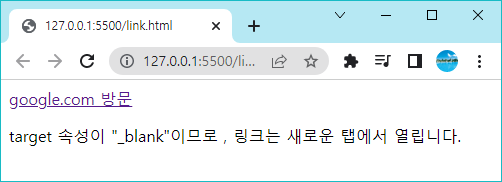 127.0.0.1:5500/link.html
127.0.0.1:5500/li...
google.com 방문
target 속성이 "_blank"이므로 , 링크는 새로운 탭에서 열립니다.